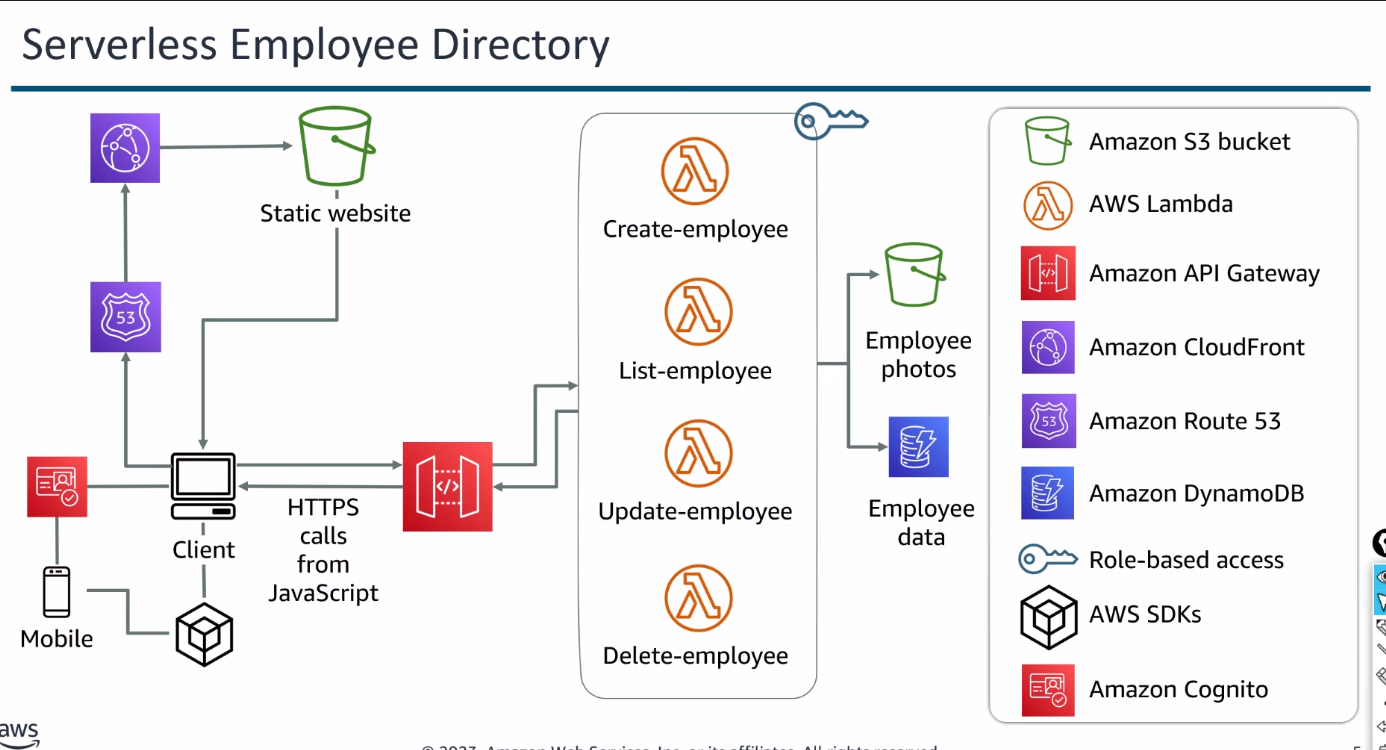 Serverless Employee Directory
Static website
53
Client
Mobile
HTTPS
calls
from
JavaScript
</>
Create-employee
List-employee
Update-employee
Delete-employee
Employee
photos
Employee
data
Amazon S3 bucket
AWS Lambda
</>
Amazon API Gateway
Amazon CloudFront
53
Amazon Route 53
Amazon DynamoDB
Role-based access
AWS SDKs
Amazon Cognito
aws
© 2023, Amazon Web Services, Inc. or its affiliates. All rights reserved.
5